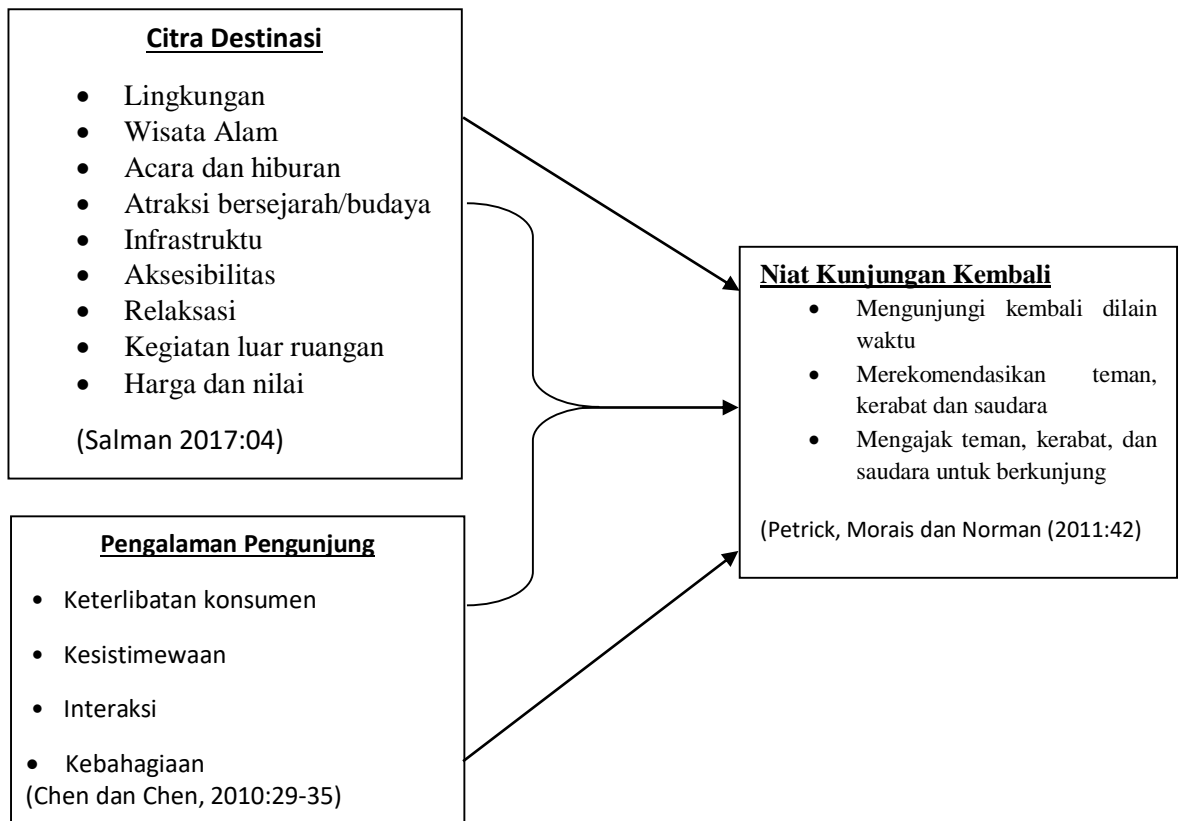 Citra Destinasi
• Lingkungan
• Wisata Alam
• Acara dan hiburan
• Atraksi bersejarah/budaya
• Infrastruktu
• Aksesibilitas
• Relaksasi
• Kegiatan luar ruangan
• Harga dan nilai
(Salman 2017:04)
Pengalaman Pengunjung
• Keterlibatan konsumen
• Kesistimewaan
• Interaksi
• Kebahagiaan
(Chen dan Chen, 2010:29-35)
Niat Kunjungan Kembali
• Mengunjungi kembali dilain
waktu
• Merekomendasikan teman,
kerabat dan saudara
• Mengajak teman, kerabat, dan
saudara untuk berkunjung
(Petrick, Morais dan Norman (2011:42)